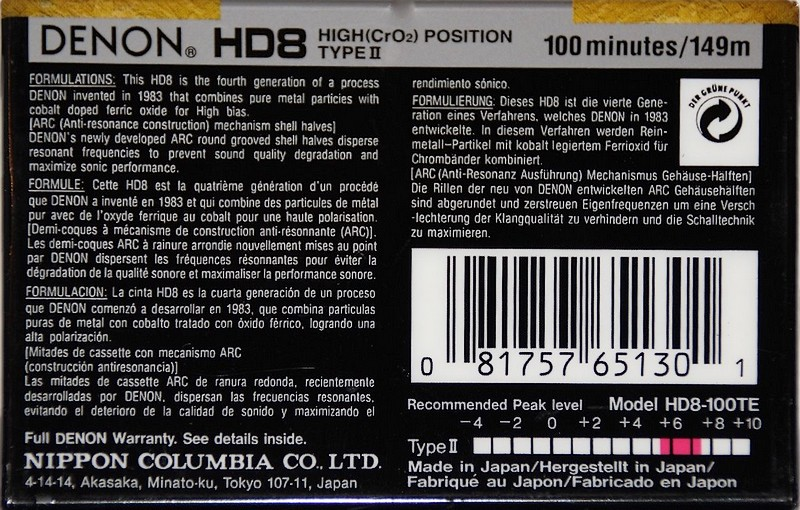 DENON® HD8 HIGH(CrO₂) POSITION TYPE II 100 minutes/149m
FORMULATIONS: This HD8 is the fourth generation of a process
DENON invented in 1983 that combines pure metal particles with
cobalt doped ferric oxide for High bias.
[ARC (Anti-resonance construction) mechanism shell halves]
DENON's newly developed ARC round grooved shell halves disperse
resonant frequencies to prevent sound quality degradation and
maximize sonic performance.
FORMULE: Cette HD8 est la quatrième génération d'un procédé
que DENON a inventé en 1983 et qui combine des particules de métal
pur avec de l'oxyde ferrique au cobalt pour une haute polarisation.
[Demi-coques à mécanisme de construction anti-résonnante (ARC)].
Les demi-coques ARC à rainure arrondie nouvellement mises au point
par DENON dispersent les fréquences résonnantes pour éviter la
dégradation de la qualité sonore et maximaliser la performance sonore.
FORMULACION: La cinta HD8 es la cuarta generación de un proceso
que DENON comenzó a desarrollar en 1983, que combina particulas
puras de metal con cobalto tratado con óxido férrico, logrando una
alta polarización.
[Mitades de cassette con mecanismo ARC
(construcción antiresonancia)]
Las mitades de cassette ARC de ranura redonda, recientemente
desarrolladas por DENON, dispersan las frecuencias resonantes,
evitando el deterioro de la calidad de sonido y maximizando el
rendimiento sónico.
FORMULIERUNG: Dieses HD8 ist die vierte Gene-
ration eines Verfahrens, welches DENON in 1983
entwickelte. In diesem Verfahren werden Rein-
metall-Partikel mit kobalt legiertem Ferrioxid für
Chrombänder kombiniert.
[ARC (Anti-Resonanz Ausführung) Mechanismus Gehäuse-Hälften]
Die Rillen der neu von DENON entwickelten ARC Gehäusehälften
sind abgerundet und zerstreuen Eigenfrequenzen um eine Versch
-lechterung der Klangqualität zu verhindern und die Schalltechnik
zu maximieren.
DER GRÜNE PUNKT
0 81757 65130 1
Recommended Peak level Model HD8-100TE
−4 −2 0 +2 +4 +6 +8 +10
Type II
Made in Japan/Hergestellt in Japan/
Fabriqué au Japon/Fabricado en Japon
Full DENON Warranty. See details inside.
NIPPON COLUMBIA CO., LTD.
4-14-14, Akasaka, Minato-ku, Tokyo 107-11, Japan